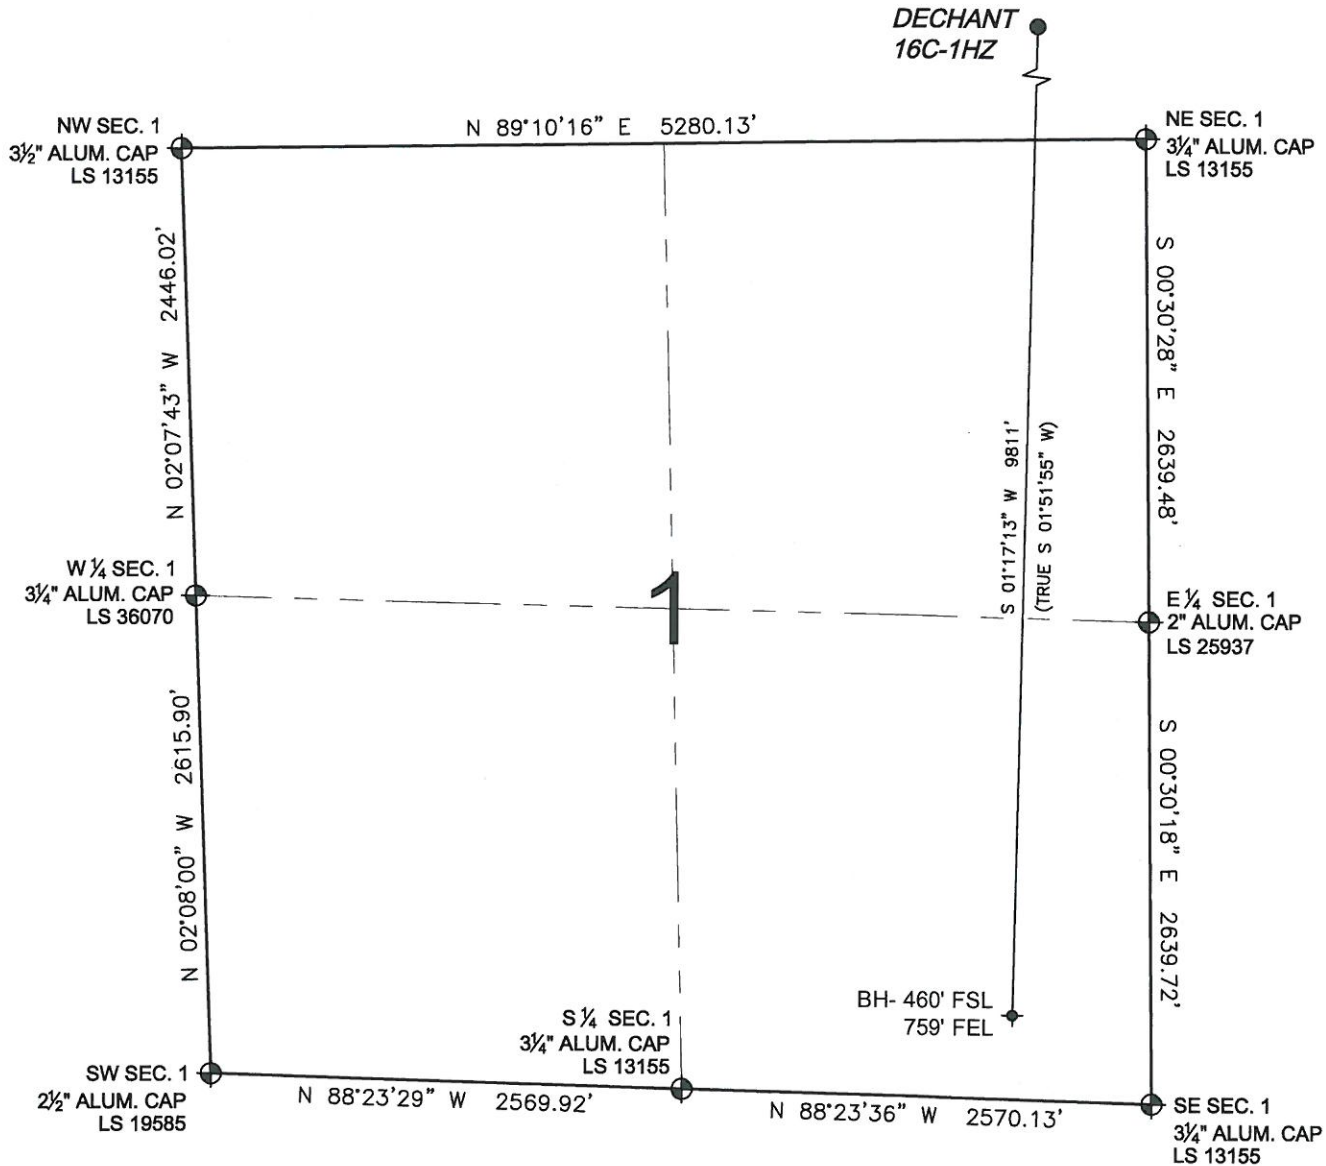 DECHANT
16C-1HZ
NW SEC. 1
3½" ALUM. CAP
LS 13155
N 89°10'16" E 5280.13'
NE SEC. 1
3¼" ALUM. CAP
LS 13155
N 02°07'43" W 2446.02'
S 00°30'28" E 2639.48'
S 01°17'13" W 9811'
(TRUE S 01°51'55" W)
W ¼ SEC. 1
3¼" ALUM. CAP
LS 36070
1
E ¼ SEC. 1
2" ALUM. CAP
LS 25937
N 02°08'00" W 2615.90'
S 00°30'18" E 2639.72'
BH- 460' FSL
759' FEL
S ¼ SEC. 1
3¼" ALUM. CAP
LS 13155
SW SEC. 1
2½" ALUM. CAP
LS 19585
N 88°23'29" W 2569.92'
N 88°23'36" W 2570.13'
SE SEC. 1
3¼" ALUM. CAP
LS 13155